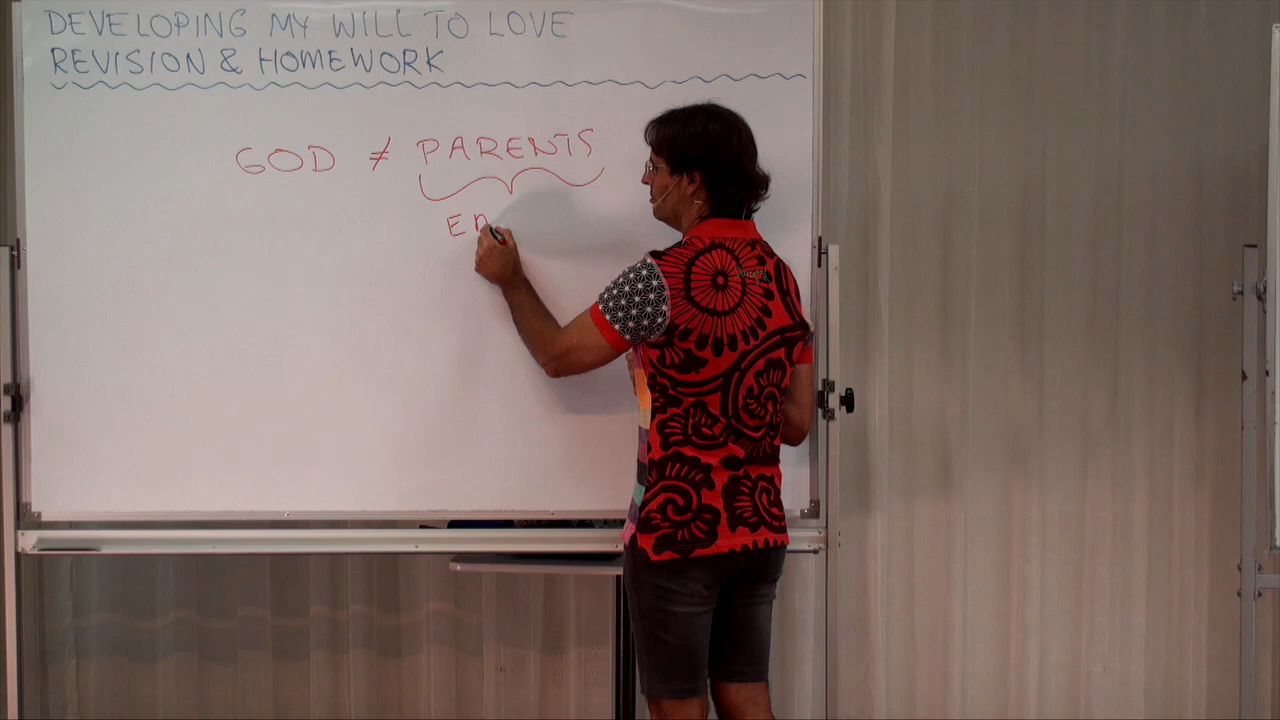 DEVELOPING MY WILL TO LOVE
REVISION & HOMEWORK
GOD ≠ PARENTS